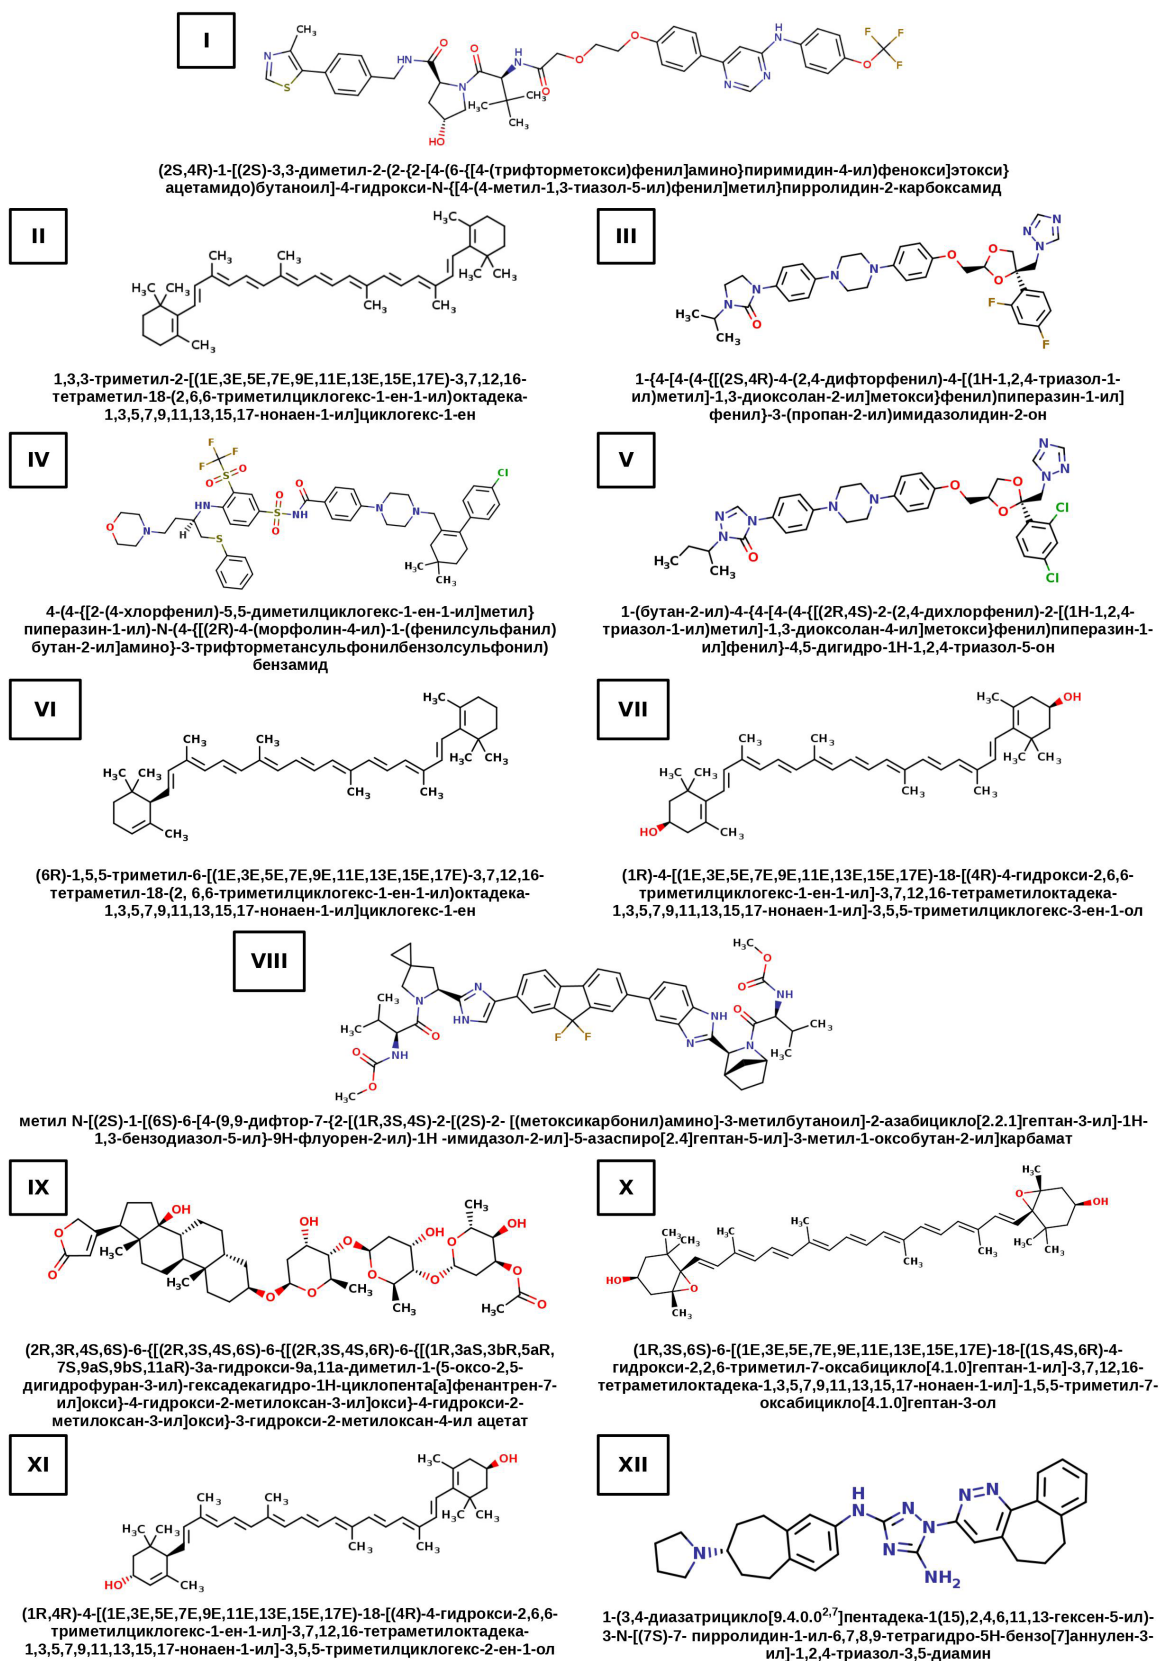 I
(2S,4R)-1-[(2S)-3,3-диметил-2-(2-{2-[4-(6-{[4-(трифторметокси)фенил]амино}пиримидин-4-ил)фенокси]этокси}
ацетамидо)бутаноил]-4-гидрокси-N-{[4-(4-метил-1,3-тиазол-5-ил)фенил]метил}пирролидин-2-карбоксамид
II
1,3,3-триметил-2-[(1E,3E,5E,7E,9E,11E,13E,15E,17E)-3,7,12,16-
тетраметил-18-(2,6,6-триметилциклогекс-1-ен-1-ил)октадека-
1,3,5,7,9,11,13,15,17-нонаен-1-ил]циклогекс-1-ен
III
1-{4-[4-(4-{[(2S,4R)-4-(2,4-дифторфенил)-4-[(1H-1,2,4-триазол-1-
ил)метил]-1,3-диоксолан-2-ил]метокси}фенил)пиперазин-1-ил]
фенил}-3-(пропан-2-ил)имидазолидин-2-он
IV
4-(4-{[2-(4-хлорфенил)-5,5-диметилциклогекс-1-ен-1-ил]метил}
пиперазин-1-ил)-N-(4-{[(2R)-4-(морфолин-4-ил)-1-(фенилсульфанил)
бутан-2-ил]амино}-3-трифторметансульфонилбензолсульфонил)
бензамид
V
1-(бутан-2-ил)-4-{4-[4-(4-{[(2R,4S)-2-(2,4-дихлорфенил)-2-[(1H-1,2,4-
триазол-1-ил)метил]-1,3-диоксолан-4-ил]метокси}фенил)пиперазин-1-
ил]фенил}-4,5-дигидро-1H-1,2,4-триазол-5-он
VI
(6R)-1,5,5-триметил-6-[(1E,3E,5E,7E,9E,11E,13E,15E,17E)-3,7,12,16-
тетраметил-18-(2, 6,6-триметилциклогекс-1-ен-1-ил)октадека-
1,3,5,7,9,11,13,15,17-нонаен-1-ил]циклогекс-1-ен
VII
(1R)-4-[(1E,3E,5E,7E,9E,11E,13E,15E,17E)-18-[(4R)-4-гидрокси-2,6,6-
триметилциклогекс-1-ен-1-ил]-3,7,12,16-тетраметилоктадека-
1,3,5,7,9,11,13,15,17-нонаен-1-ил]-3,5,5-триметилциклогекс-3-ен-1-ол
VIII
метил N-[(2S)-1-[(6S)-6-[4-(9,9-дифтор-7-{2-[(1R,3S,4S)-2-[(2S)-2- [(метоксикарбонил)амино]-3-метилбутаноил]-2-азабицикло[2.2.1]гептан-3-ил]-1H-
1,3-бензодиазол-5-ил}-9H-флуорен-2-ил)-1H -имидазол-2-ил]-5-азаспиро[2.4]гептан-5-ил]-3-метил-1-оксобутан-2-ил]карбамат
IX
(2R,3R,4S,6S)-6-{[(2R,3S,4S,6S)-6-{[(2R,3S,4S,6R)-6-{[(1R,3aS,3bR,5aR,
7S,9aS,9bS,11aR)-3a-гидрокси-9a,11a-диметил-1-(5-оксо-2,5-
дигидрофуран-3-ил)-гексадекагидро-1H-циклопента[a]фенантрен-7-
ил]окси}-4-гидрокси-2-метилоксан-3-ил]окси}-4-гидрокси-2-
метилоксан-3-ил]окси}-3-гидрокси-2-метилоксан-4-ил ацетат
X
(1R,3S,6S)-6-[(1E,3E,5E,7E,9E,11E,13E,15E,17E)-18-[(1S,4S,6R)-4-
гидрокси-2,2,6-триметил-7-оксабицикло[4.1.0]гептан-1-ил]-3,7,12,16-
тетраметилоктадека-1,3,5,7,9,11,13,15,17-нонаен-1-ил]-1,5,5-триметил-7-
оксабицикло[4.1.0]гептан-3-ол
XI
(1R,4R)-4-[(1E,3E,5E,7E,9E,11E,13E,15E,17E)-18-[(4R)-4-гидрокси-2,6,6-
триметилциклогекс-1-ен-1-ил]-3,7,12,16-тетраметилоктадека-
1,3,5,7,9,11,13,15,17-нонаен-1-ил]-3,5,5-триметилциклогекс-2-ен-1-ол
XII
1-(3,4-диазатрицикло[9.4.0.0²,⁷]пентадека-1(15),2,4,6,11,13-гексен-5-ил)-
3-N-[(7S)-7- пирролидин-1-ил-6,7,8,9-тетрагидро-5H-бензо[7]аннулен-3-
ил]-1,2,4-триазол-3,5-диамин